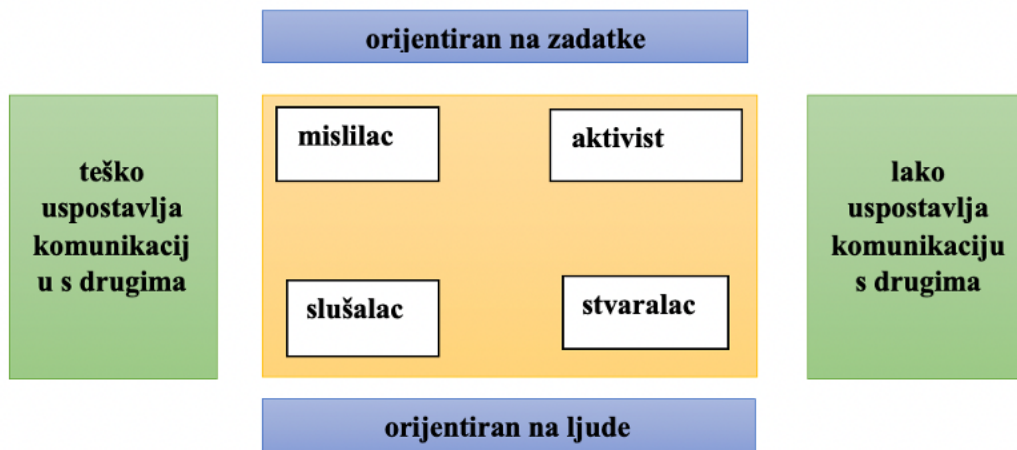 orijentiran na zadatke
teško
uspostavlja
komunikacij
u s drugima
mislilac
aktivist
slušalac
stvaralac
lako
uspostavlja
komunikaciju
s drugima
orijentiran na ljude